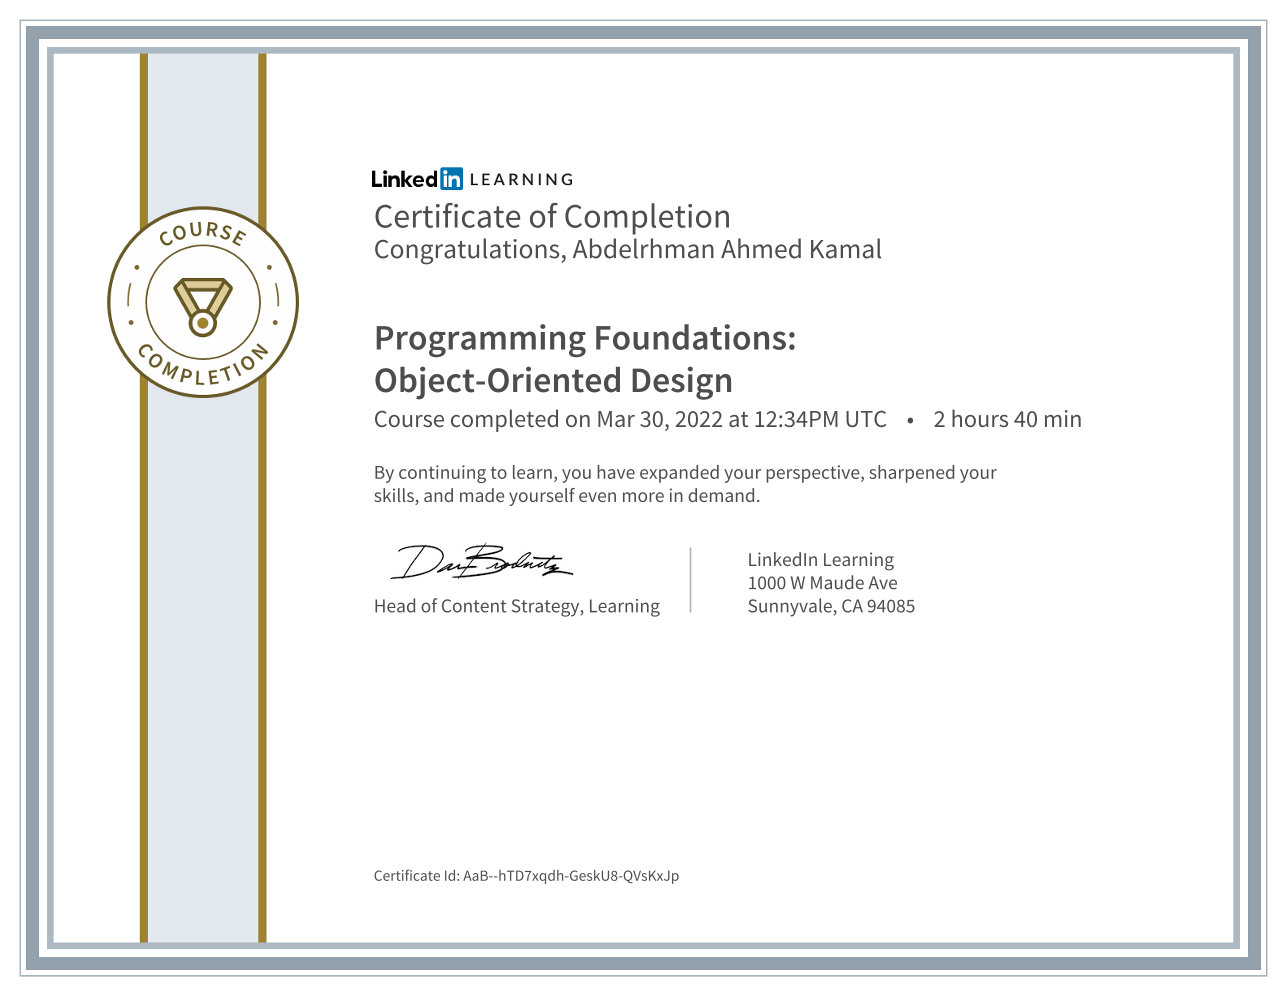 COURSE
COMPLETION
Linked in LEARNING
Certificate of Completion
Congratulations, Abdelrhman Ahmed Kamal
Programming Foundations:
Object-Oriented Design
Course completed on Mar 30, 2022 at 12:34PM UTC • 2 hours 40 min
By continuing to learn, you have expanded your perspective, sharpened your
skills, and made yourself even more in demand.
Dan Brodnitz
Head of Content Strategy, Learning
LinkedIn Learning
1000 W Maude Ave
Sunnyvale, CA 94085
Certificate Id: AaB--hTD7xqdh-GeskU8-QVsKxJp